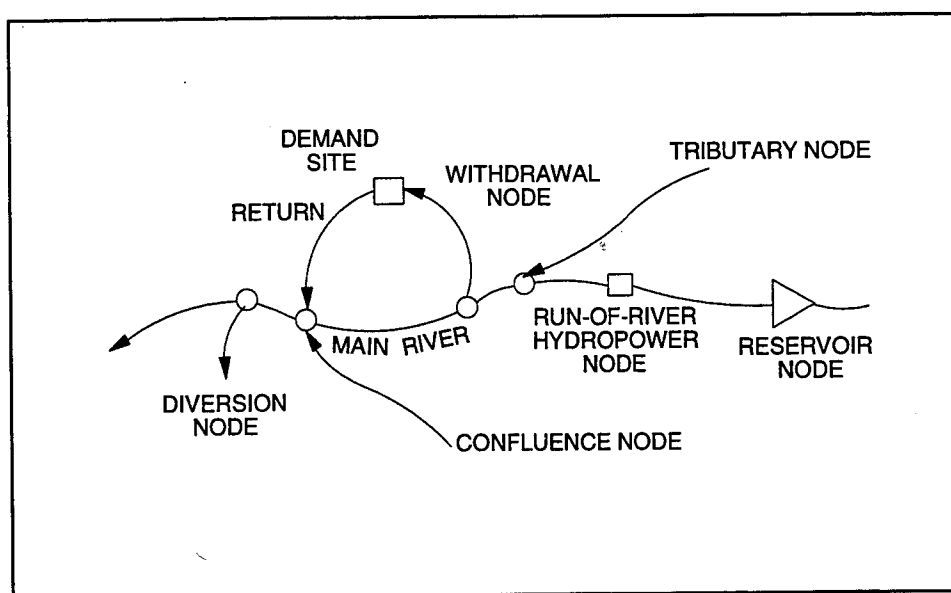 DEMAND
SITE
TRIBUTARY NODE
WITHDRAWAL
NODE
RETURN
MAIN RIVER
RUN-OF-RIVER
HYDROPOWER
NODE
RESERVOIR
NODE
DIVERSION
NODE
CONFLUENCE NODE